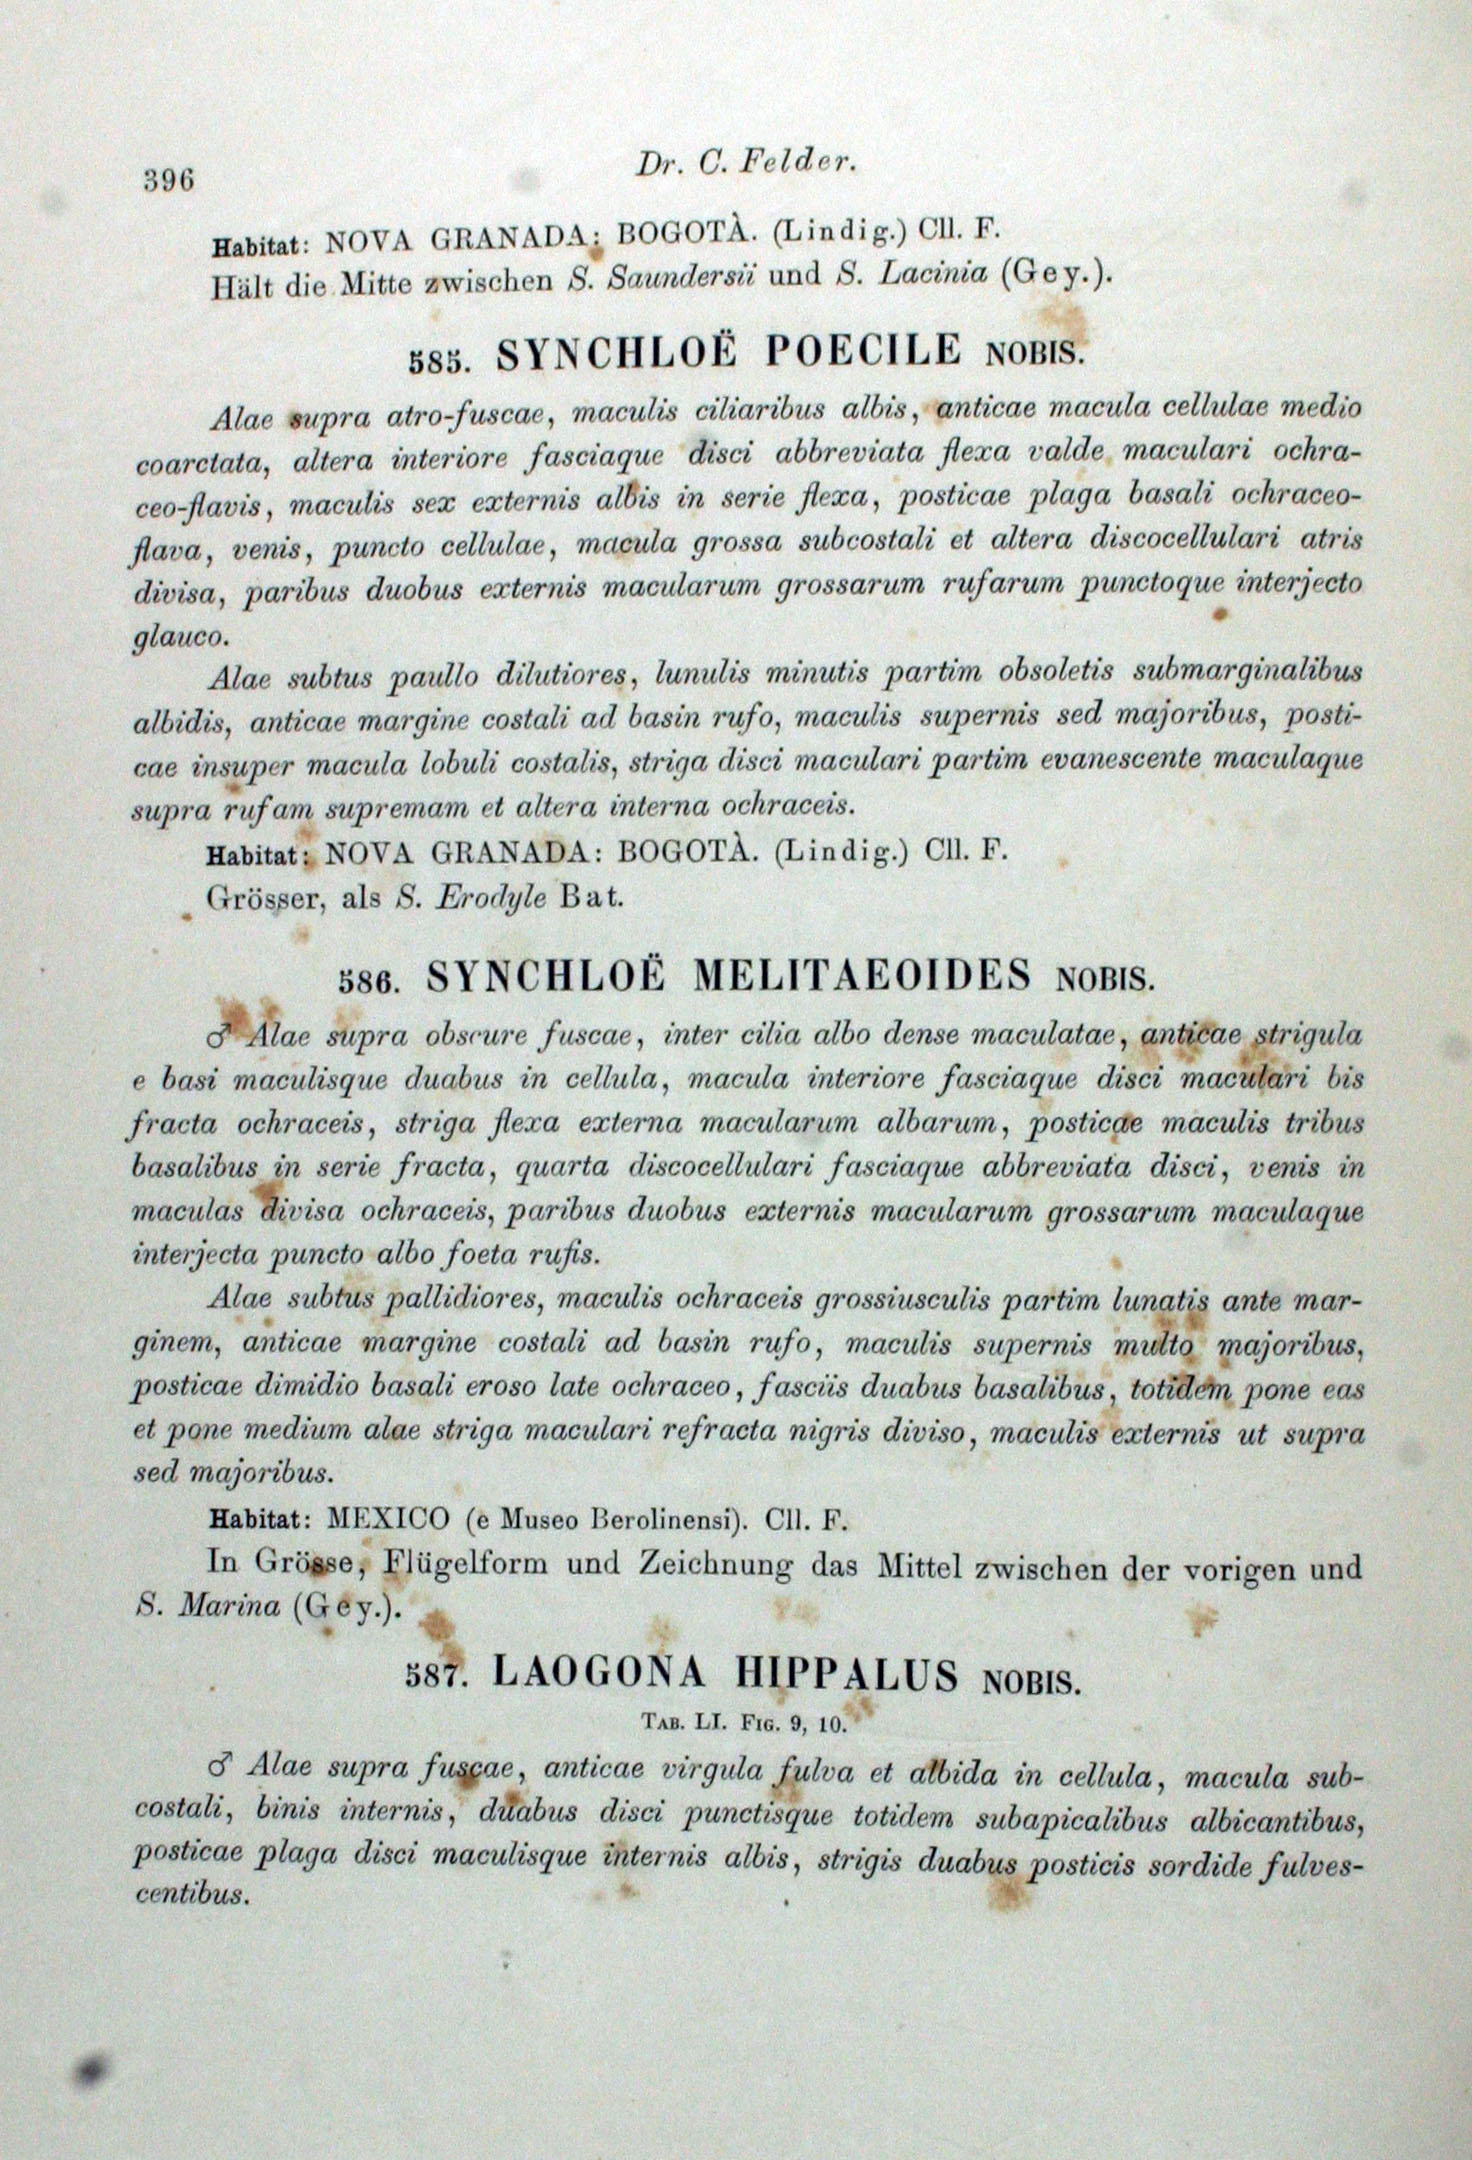 396
Dr. C. Felder.
Habitat: NOVA GRANADA: BOGOTÀ. (Lindig.) Cll. F.
Hält die Mitte zwischen S. Saundersii und S. Lacinia (Gey.).
585. SYNCHLOË POECILE NOBIS.
Alae supra atro-fuscae, maculis ciliaribus albis, anticae macula cellulae medio
coarctata, altera interiore fasciaque disci abbreviata flexa valde maculari ochra-
ceo-flavis, maculis sex externis albis in serie flexa, posticae plaga basali ochraceo-
flava, venis, puncto cellulae, macula grossa subcostali et altera discocellulari atris
divisa, paribus duobus externis macularum grossarum rufarum punctoque interjecto
glauco.
Alae subtus paullo dilutiores, lunulis minutis partim obsoletis submarginalibus
albidis, anticae margine costali ad basin rufo, maculis supernis sed majoribus, posti-
cae insuper macula lobuli costalis, striga disci maculari partim evanescente maculaque
supra rufam supremam et altera interna ochraceis.
Habitat: NOVA GRANADA: BOGOTÀ. (Lindig.) Cll. F.
Grösser, als S. Erodyle Bat.
586. SYNCHLOË MELITAEOIDES NOBIS.
♂ Alae supra obscure fuscae, inter cilia albo dense maculatae, anticae strigula
e basi maculisque duabus in cellula, macula interiore fasciaque disci maculari bis
fracta ochraceis, striga flexa externa macularum albarum, posticae maculis tribus
basalibus in serie fracta, quarta discocellulari fasciaque abbreviata disci, venis in
maculas divisa ochraceis, paribus duobus externis macularum grossarum maculaque
interjecta puncto albo foeta rufis.
Alae subtus pallidiores, maculis ochraceis grossiusculis partim lunatis ante mar-
ginem, anticae margine costali ad basin rufo, maculis supernis multo majoribus,
posticae dimidio basali eroso late ochraceo, fasciis duabus basalibus, totidem pone eas
et pone medium alae striga maculari refracta nigris diviso, maculis externis ut supra
sed majoribus.
Habitat: MEXICO (e Museo Berolinensi). Cll. F.
In Grösse, Flügelform und Zeichnung das Mittel zwischen der vorigen und
S. Marina (Gey.).
587. LAOGONA HIPPALUS NOBIS.
TAB. LI. FIG. 9, 10.
♂ Alae supra fuscae, anticae virgula fulva et albida in cellula, macula sub-
costali, binis internis, duabus disci punctisque totidem subapicalibus albicantibus,
posticae plaga disci maculisque internis albis, strigis duabus posticis sordide fulves-
centibus.